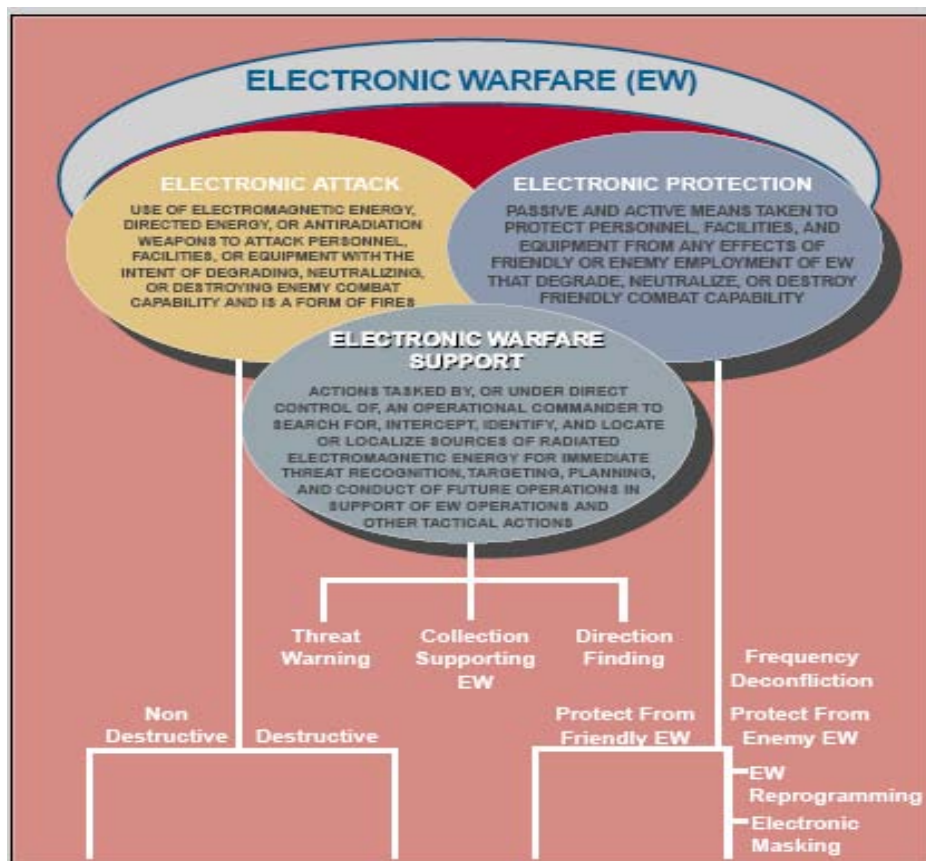 ELECTRONIC WARFARE (EW)
ELECTRONIC ATTACK
USE OF ELECTROMAGNETIC ENERGY,
DIRECTED ENERGY, OR ANTIRADIATION
WEAPONS TO ATTACK PERSONNEL,
FACILITIES, OR EQUIPMENT WITH THE
INTENT OF DEGRADING, NEUTRALIZING,
OR DESTROYING ENEMY COMBAT
CAPABILITY AND IS A FORM OF FIRES
ELECTRONIC PROTECTION
PASSIVE AND ACTIVE MEANS TAKEN TO
PROTECT PERSONNEL, FACILITIES, AND
EQUIPMENT FROM ANY EFFECTS OF
FRIENDLY OR ENEMY EMPLOYMENT OF EW
THAT DEGRADE, NEUTRALIZE, OR DESTROY
FRIENDLY COMBAT CAPABILITY
ELECTRONIC WARFARE
SUPPORT
ACTIONS TASKED BY, OR UNDER DIRECT
CONTROL OF, AN OPERATIONAL COMMANDER TO
SEARCH FOR, INTERCEPT, IDENTIFY, AND LOCATE
OR LOCALIZE SOURCES OF RADIATED
ELECTROMAGNETIC ENERGY FOR IMMEDIATE
THREAT RECOGNITION, TARGETING, PLANNING,
AND CONDUCT OF FUTURE OPERATIONS IN
SUPPORT OF EW OPERATIONS AND
OTHER TACTICAL ACTIONS
Threat
Warning
Collection
Supporting
EW
Direction
Finding
Non
Destructive
Destructive
Protect From
Friendly EW
Frequency
Deconfliction
Protect From
Enemy EW
EW
Reprogramming
Electronic
Masking